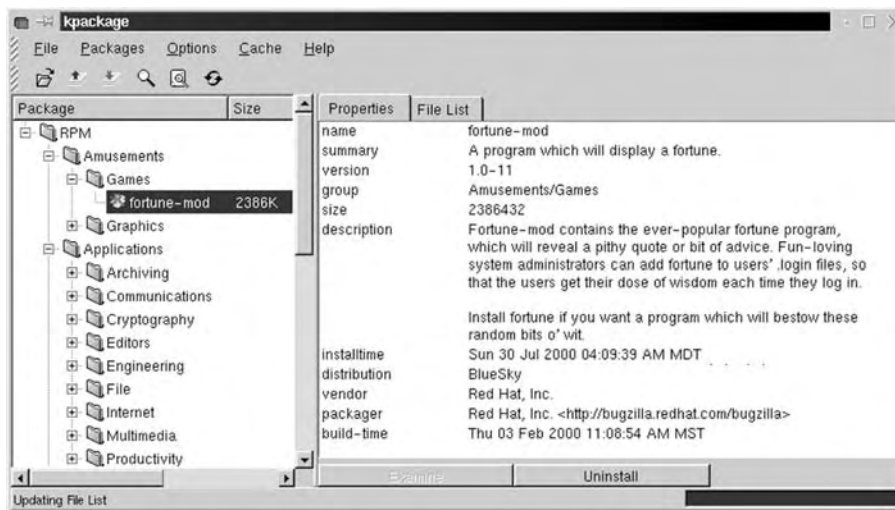 kpackage
File Packages Options Cache Help
Package Size
RPM
Amusements
Games
fortune-mod 2386K
Graphics
Applications
Archiving
Communications
Cryptography
Editors
Engineering
File
Internet
Multimedia
Productivity
Properties File List
name fortune-mod
summary A program which will display a fortune.
version 1.0-11
group Amusements/Games
size 2386432
description Fortune-mod contains the ever-popular fortune program,
which will reveal a pithy quote or bit of advice. Fun-loving
system administrators can add fortune to users' .login files, so
that the users get their dose of wisdom each time they log in.
Install fortune if you want a program which will bestow these
random bits o' wit.
installtime Sun 30 Jul 2000 04:09:39 AM MDT
distribution BlueSky
vendor Red Hat, Inc.
packager Red Hat, Inc. <http://bugzilla.redhat.com/bugzilla>
build-time Thu 03 Feb 2000 11:08:54 AM MST
Examine Uninstall
Updating File List